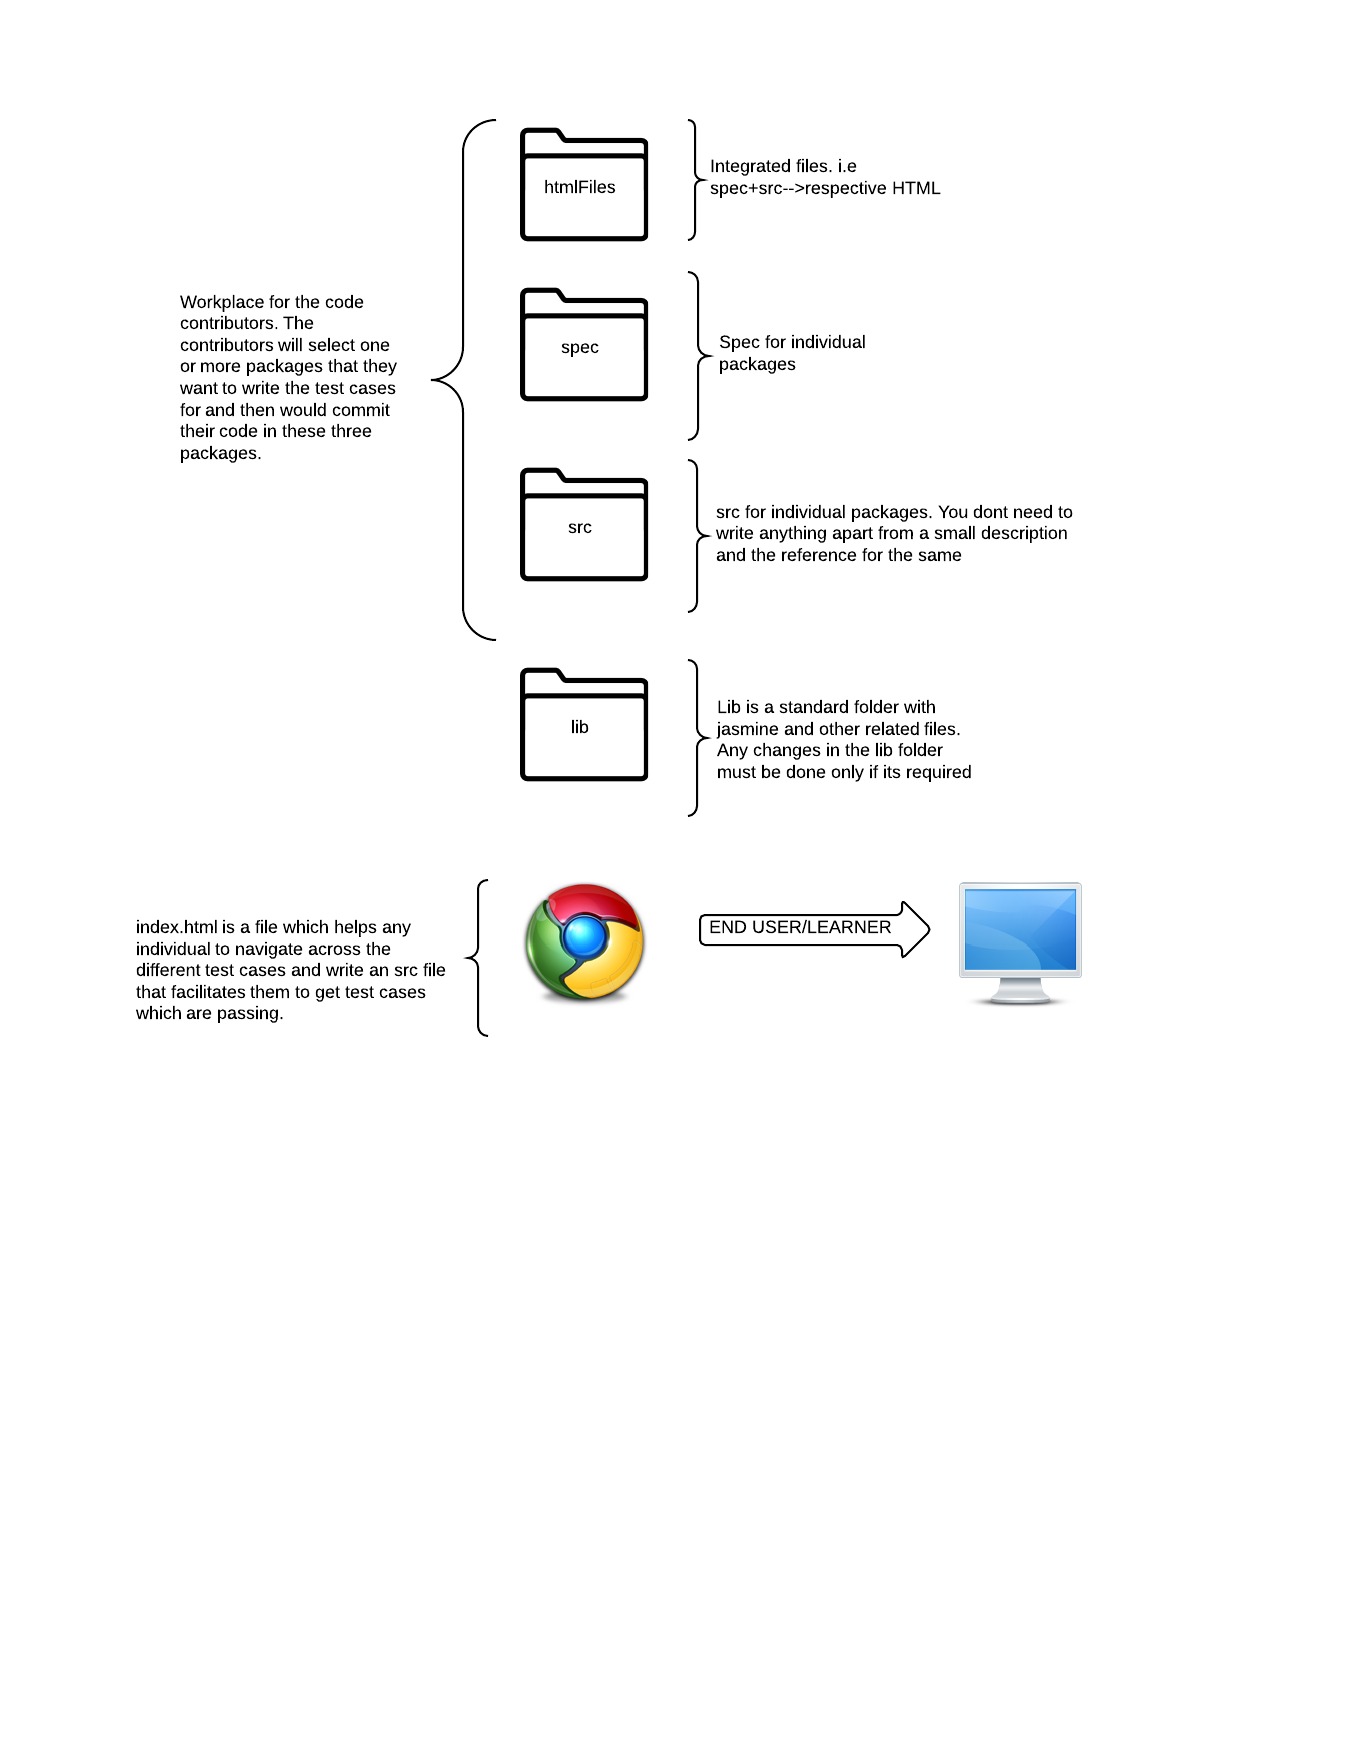 htmlFiles
Integrated files. i.e
spec+src-->respective HTML
Workplace for the code
contributors. The
contributors will select one
or more packages that they
want to write the test cases
for and then would commit
their code in these three
packages.
spec
Spec for individual
packages
src
src for individual packages. You dont need to
write anything apart from a small description
and the reference for the same
lib
Lib is a standard folder with
jasmine and other related files.
Any changes in the lib folder
must be done only if its required
index.html is a file which helps any
individual to navigate across the
different test cases and write an src file
that facilitates them to get test cases
which are passing.
END USER/LEARNER